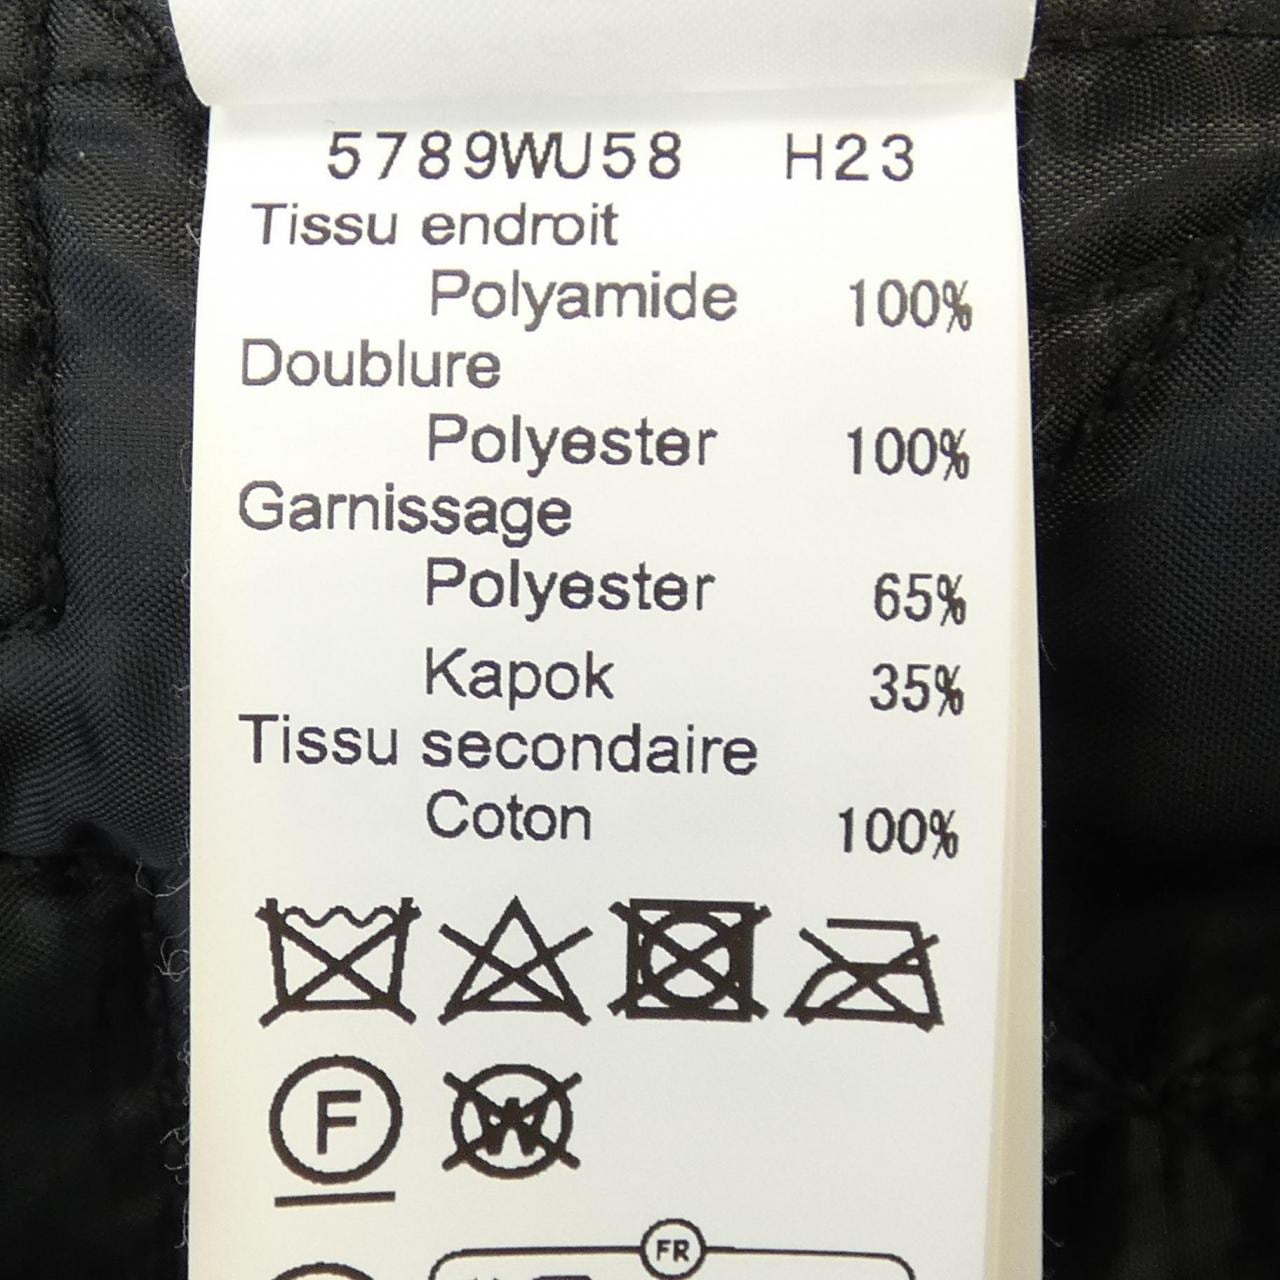 5789WU58 H23
Tissu endroit
Polyamide 100%
Doublure
Polyester 100%
Garnissage
Polyester 65%
Kapok 35%
Tissu secondaire
Coton 100%
F W
FR